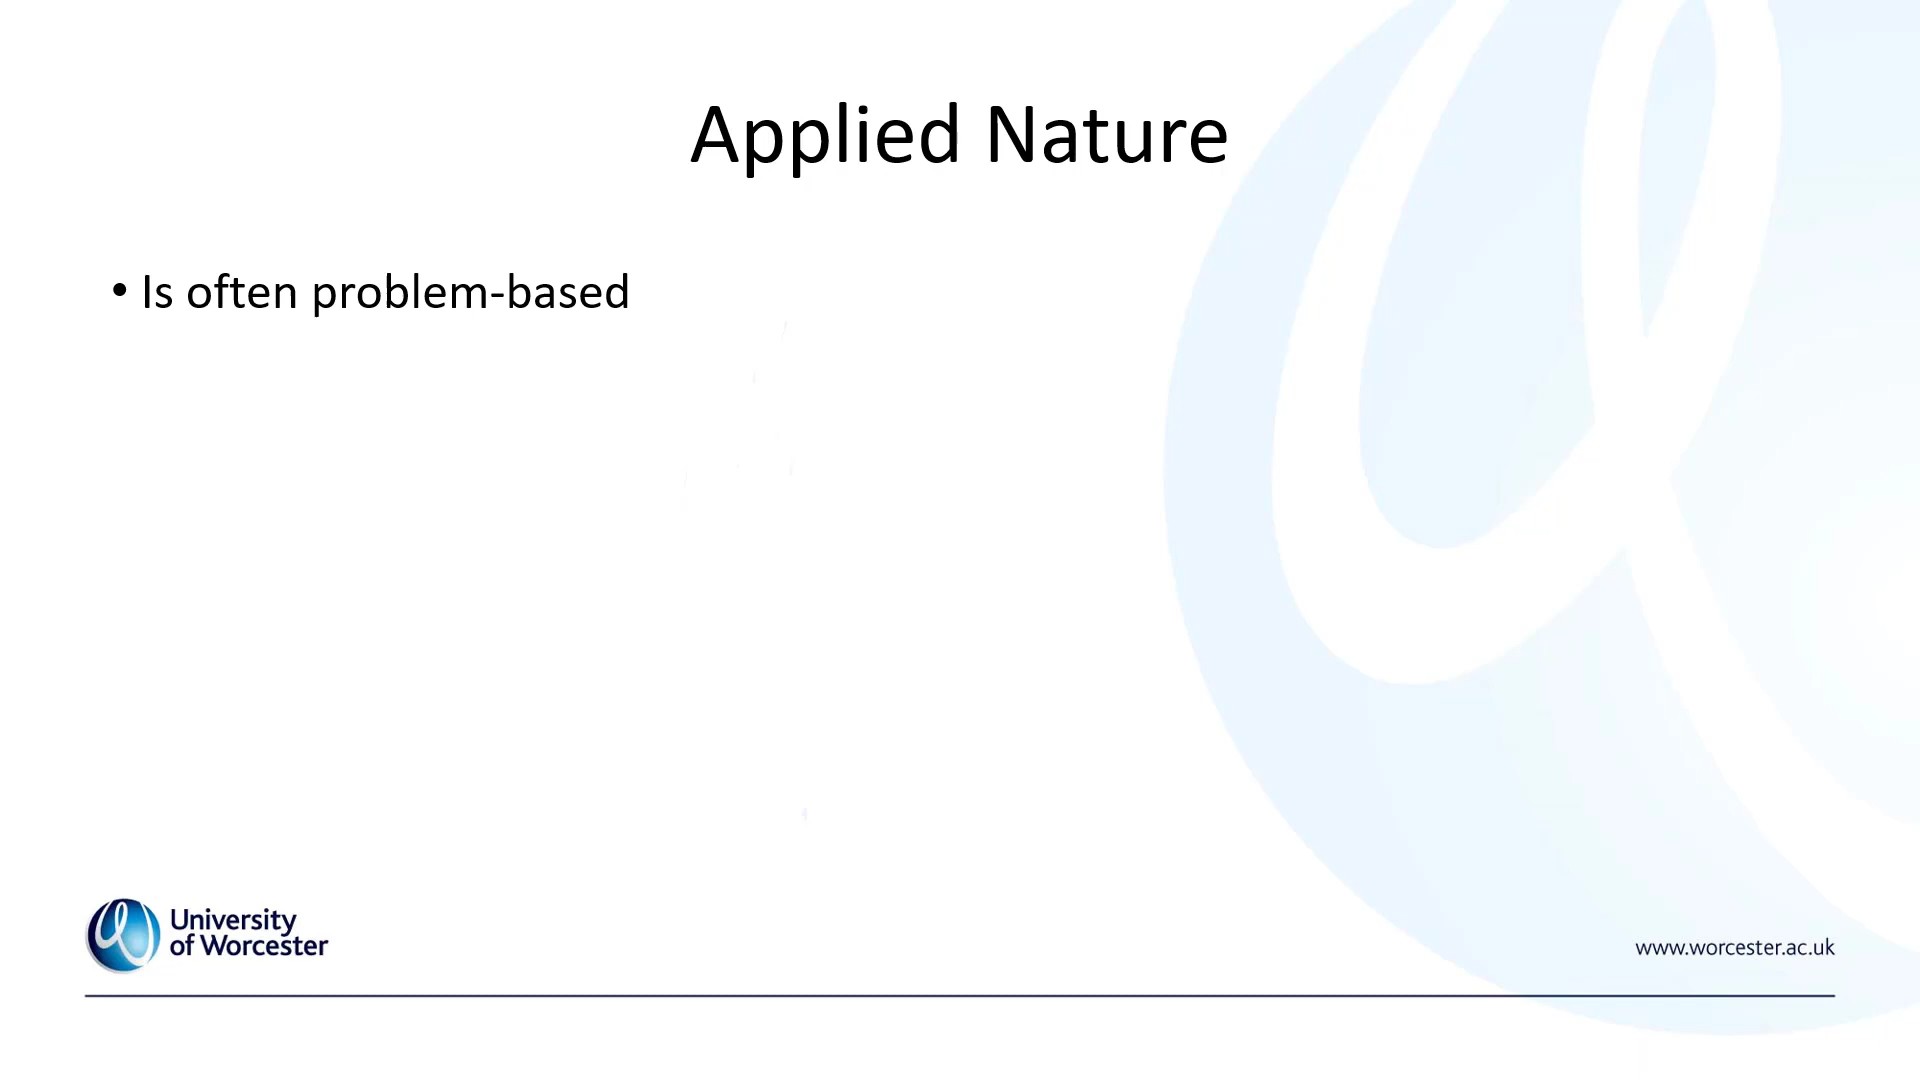 Applied Nature
• Is often problem-based
University
of Worcester
www.worcester.ac.uk